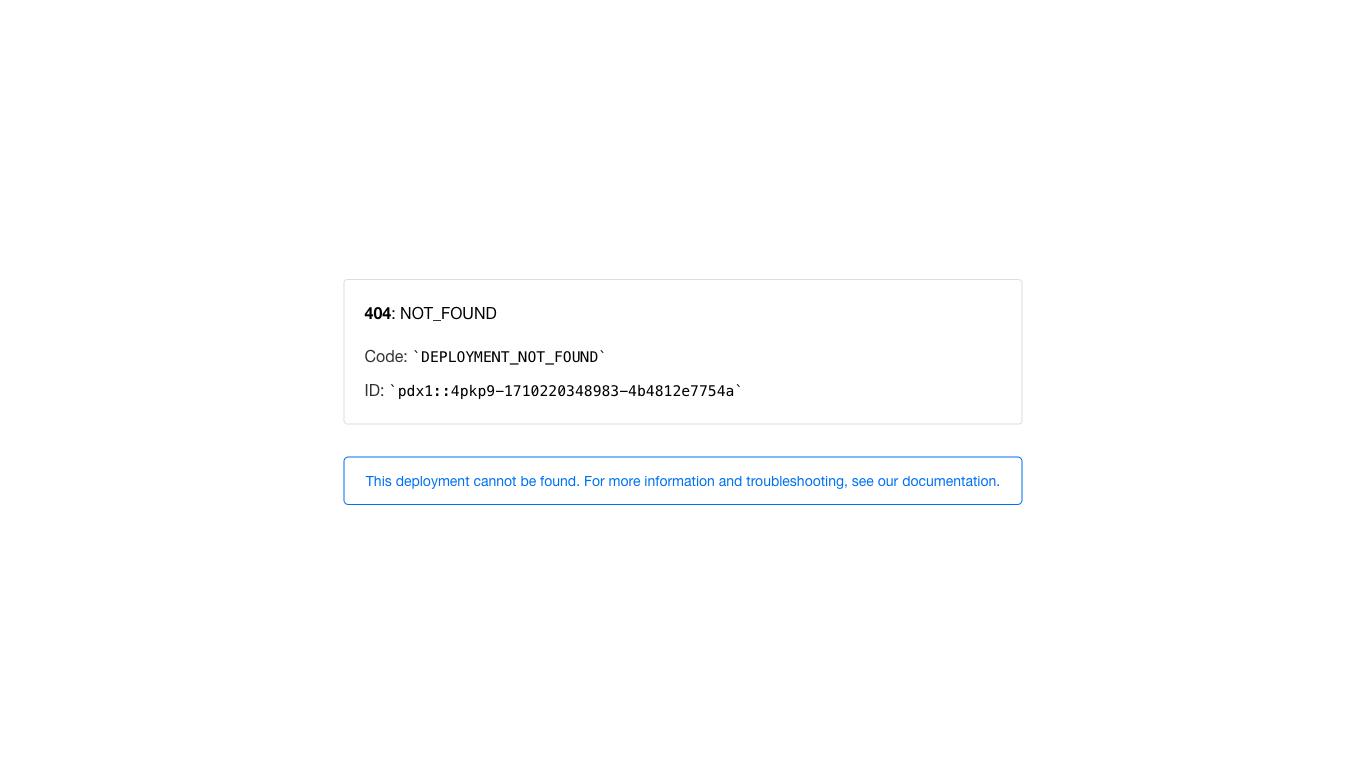 404: NOT_FOUND
Code: `DEPLOYMENT_NOT_FOUND`
ID: `pdx1::4pkp9-1710220348983-4b4812e7754a`
This deployment cannot be found. For more information and troubleshooting, see our documentation.